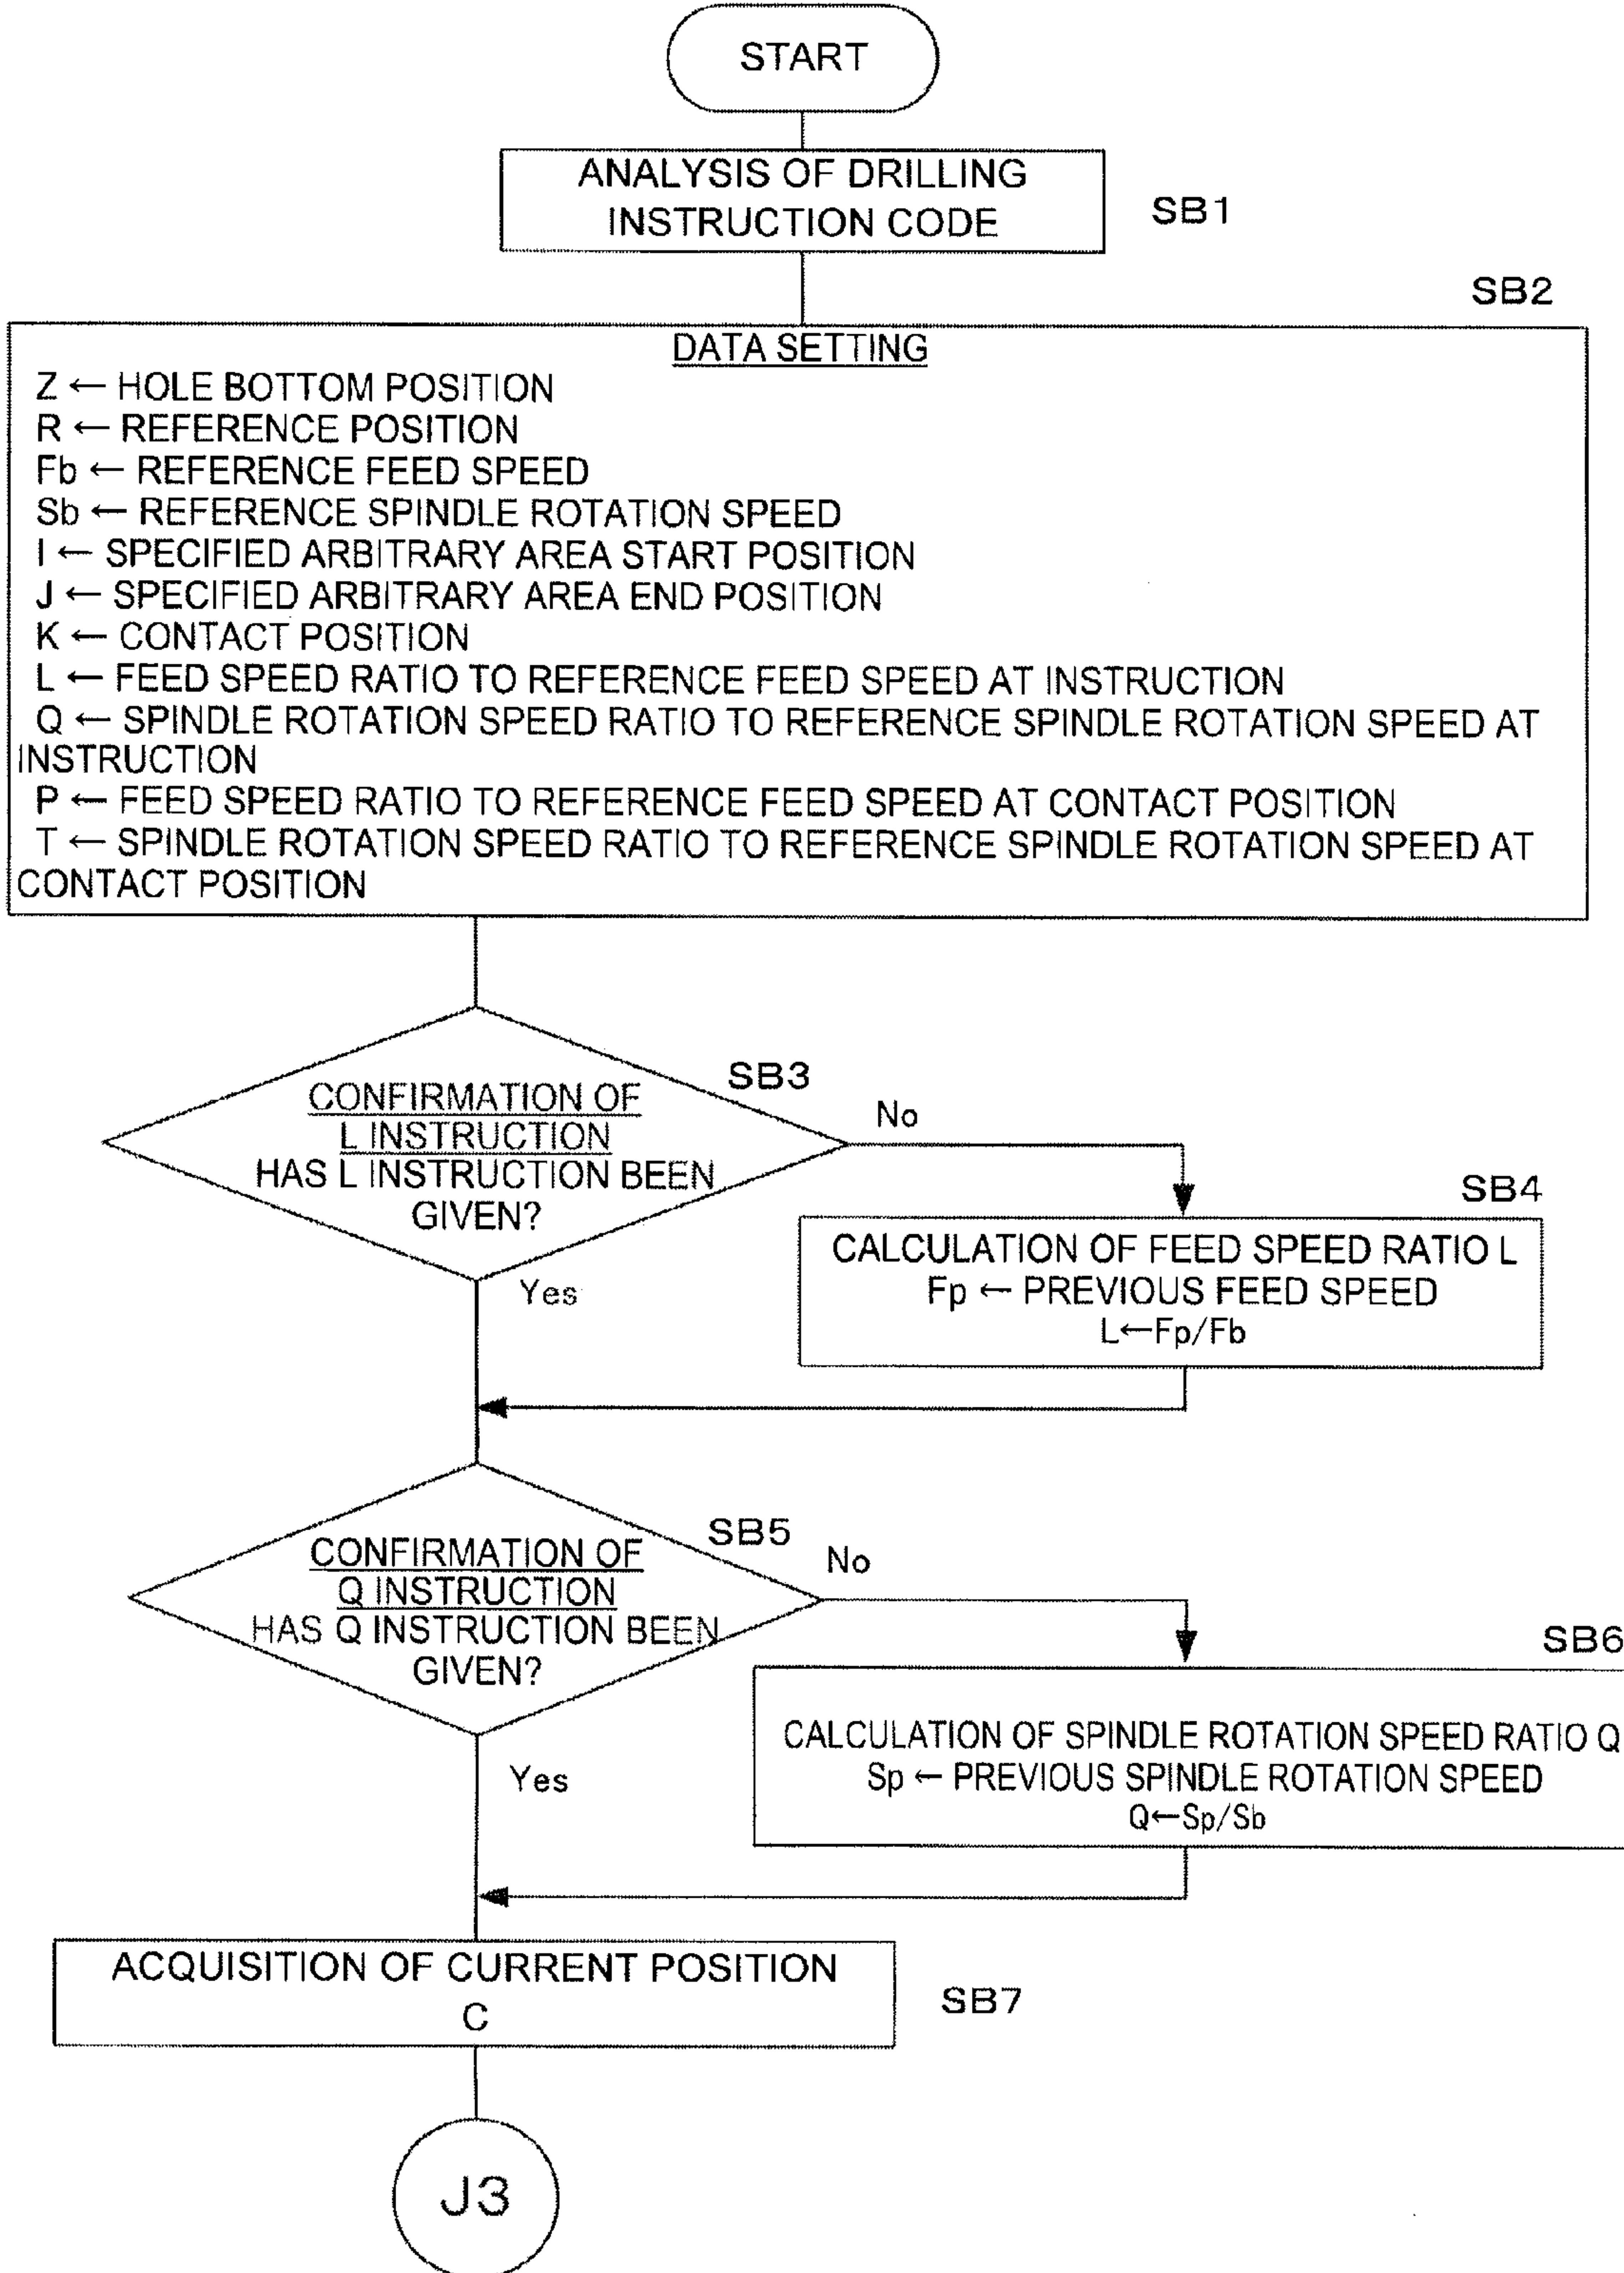 START
ANALYSIS OF DRILLING
INSTRUCTION CODE
SB1
SB2
DATA SETTING
Z ← HOLE BOTTOM POSITION
R ← REFERENCE POSITION
Fb ← REFERENCE FEED SPEED
Sb ← REFERENCE SPINDLE ROTATION SPEED
I ← SPECIFIED ARBITRARY AREA START POSITION
J ← SPECIFIED ARBITRARY AREA END POSITION
K ← CONTACT POSITION
L ← FEED SPEED RATIO TO REFERENCE FEED SPEED AT INSTRUCTION
Q ← SPINDLE ROTATION SPEED RATIO TO REFERENCE SPINDLE ROTATION SPEED AT
INSTRUCTION
P ← FEED SPEED RATIO TO REFERENCE FEED SPEED AT CONTACT POSITION
T ← SPINDLE ROTATION SPEED RATIO TO REFERENCE SPINDLE ROTATION SPEED AT
CONTACT POSITION
SB3
CONFIRMATION OF
L INSTRUCTION
HAS L INSTRUCTION BEEN
GIVEN?
No
Yes
SB4
CALCULATION OF FEED SPEED RATIO L
Fp ← PREVIOUS FEED SPEED
L←Fp/Fb
SB5
CONFIRMATION OF
Q INSTRUCTION
HAS Q INSTRUCTION BEEN
GIVEN?
No
Yes
SB6
CALCULATION OF SPINDLE ROTATION SPEED RATIO Q
Sp ← PREVIOUS SPINDLE ROTATION SPEED
Q←Sp/Sb
ACQUISITION OF CURRENT POSITION
C
SB7
J3